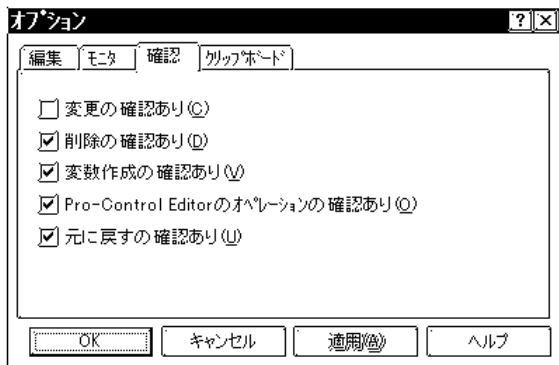 ｵﾌﾟｼｮﾝ
編集 ﾓﾆﾀ 確認 ｸﾘｯﾌﾟﾎﾞｰﾄﾞ
変更の確認あり(C)
削除の確認あり(D)
変数作成の確認あり(V)
Pro-Control Editorのｵﾍﾟﾚｰｼｮﾝの確認あり(O)
元に戻すの確認あり(U)
OK キャンセル 適用(A) ヘルプ